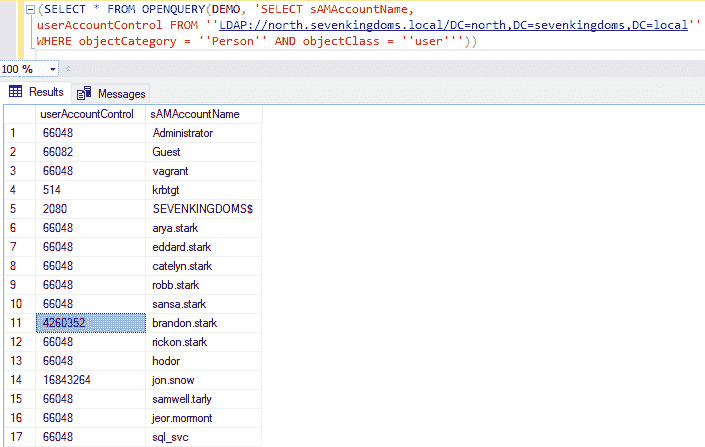 (SELECT * FROM OPENQUERY(DEMO, 'SELECT sAMAccountName,
userAccountControl FROM ''LDAP://north.sevenkingdoms.local/DC=north,DC=sevenkingdoms,DC=local''
WHERE objectCategory = ''Person'' AND objectClass = ''user'''))
100 %
Results Messages
userAccountControl sAMAccountName
1 66048 Administrator
2 66082 Guest
3 66048 vagrant
4 514 krbtgt
5 2080 SEVENKINGDOMS$
6 66048 arya.stark
7 66048 eddard.stark
8 66048 catelyn.stark
9 66048 robb.stark
10 66048 sansa.stark
11 4260352 brandon.stark
12 66048 rickon.stark
13 66048 hodor
14 16843264 jon.snow
15 66048 samwell.tarly
16 66048 jeor.mormont
17 66048 sql_svc